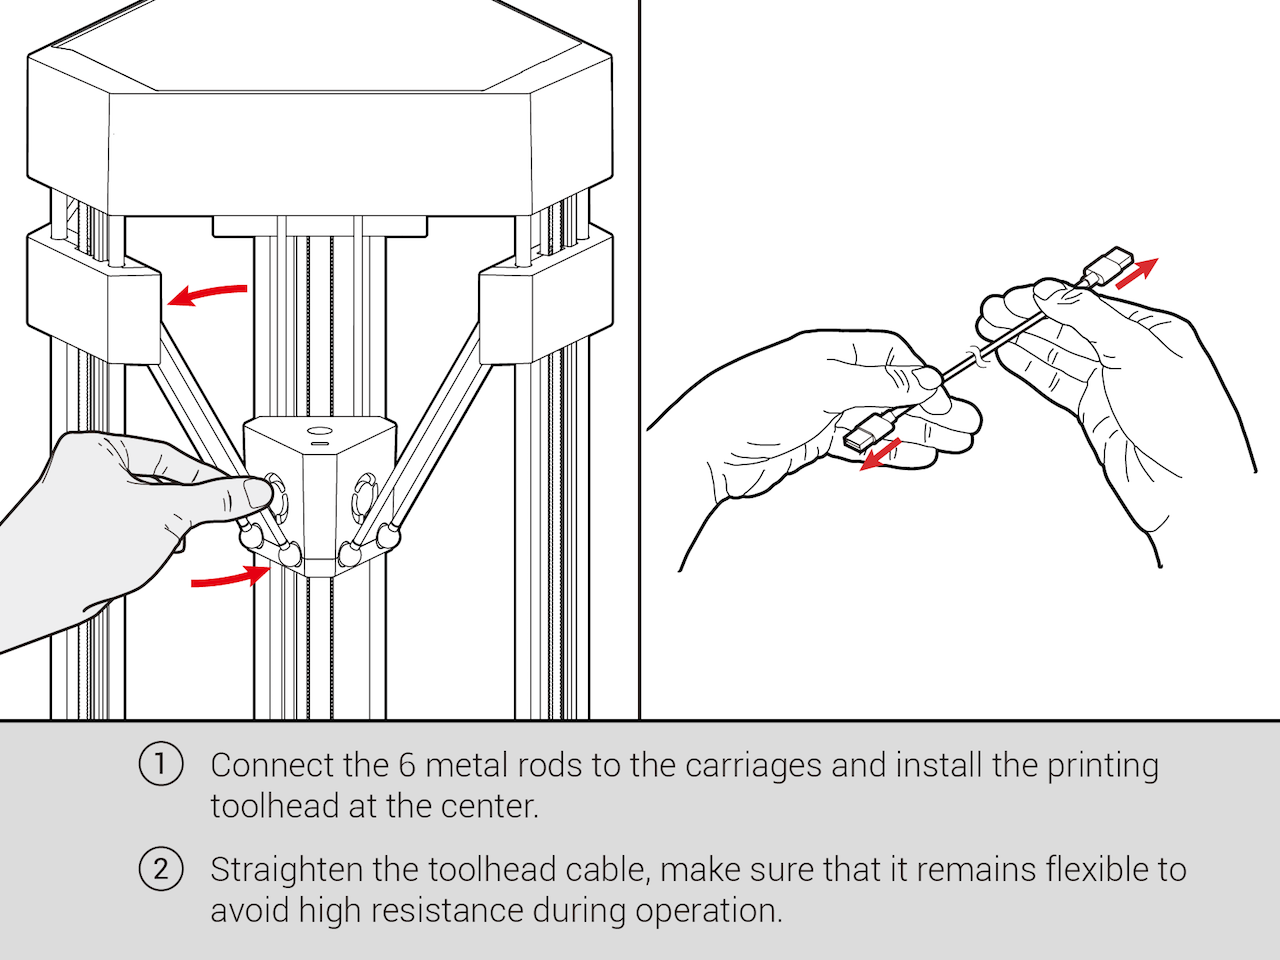 1 Connect the 6 metal rods to the carriages and install the printing
toolhead at the center.
2 Straighten the toolhead cable, make sure that it remains flexible to
avoid high resistance during operation.